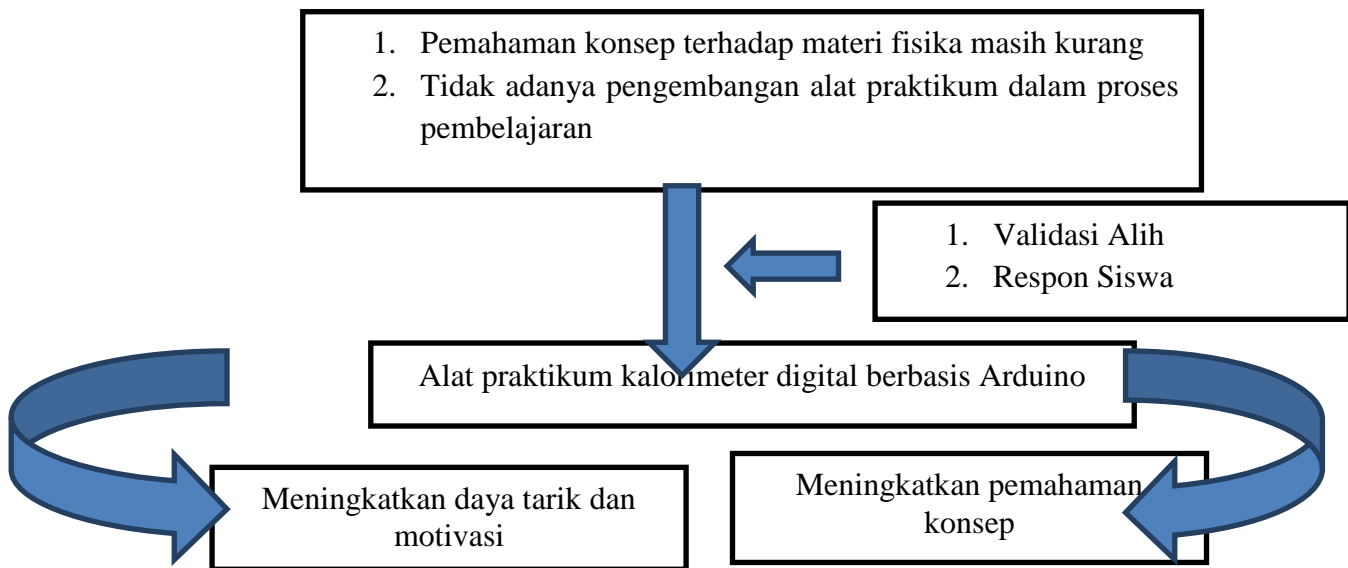 1. Pemahaman konsep terhadap materi fisika masih kurang
2. Tidak adanya pengembangan alat praktikum dalam proses
pembelajaran
1. Validasi Alih
2. Respon Siswa
Alat praktikum kalorimeter digital berbasis Arduino
Meningkatkan daya tarik dan
motivasi
Meningkatkan pemahaman
konsep